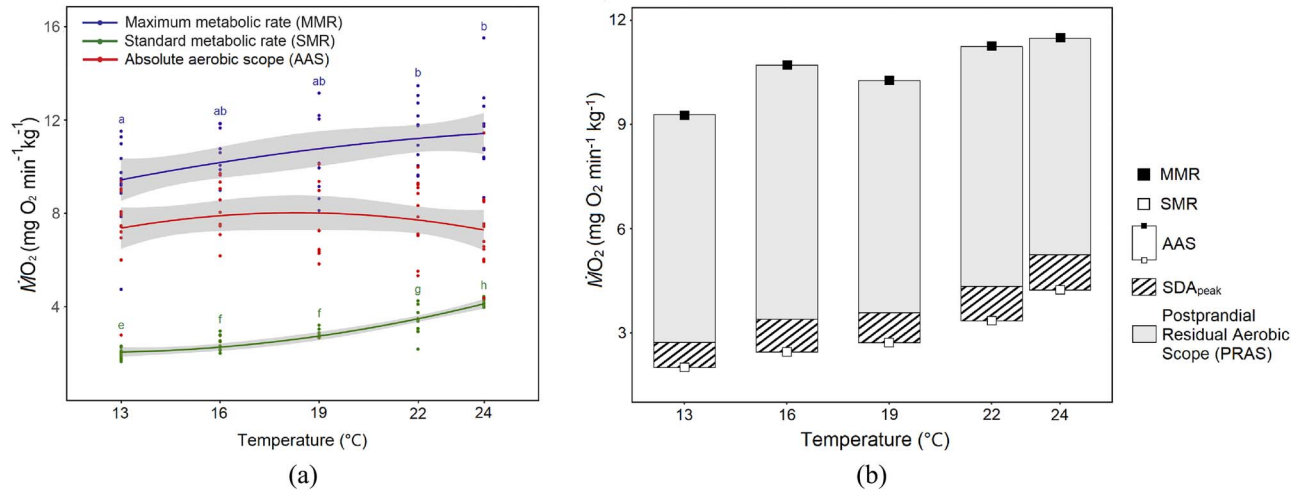 16
12
8
4
ṀO₂ (mg O₂ min⁻¹kg⁻¹)
Maximum metabolic rate (MMR)
Standard metabolic rate (SMR)
Absolute aerobic scope (AAS)
a
ab
ab
b
b
e
f
f
g
h
13
16
19
22
24
Temperature (°C)
(a)
12
9
6
3
ṀO₂ (mg O₂ min⁻¹ kg⁻¹)
13
16
19
22
24
Temperature (°C)
(b)
MMR
SMR
AAS
SDApeak
Postprandial
Residual Aerobic
Scope (PRAS)